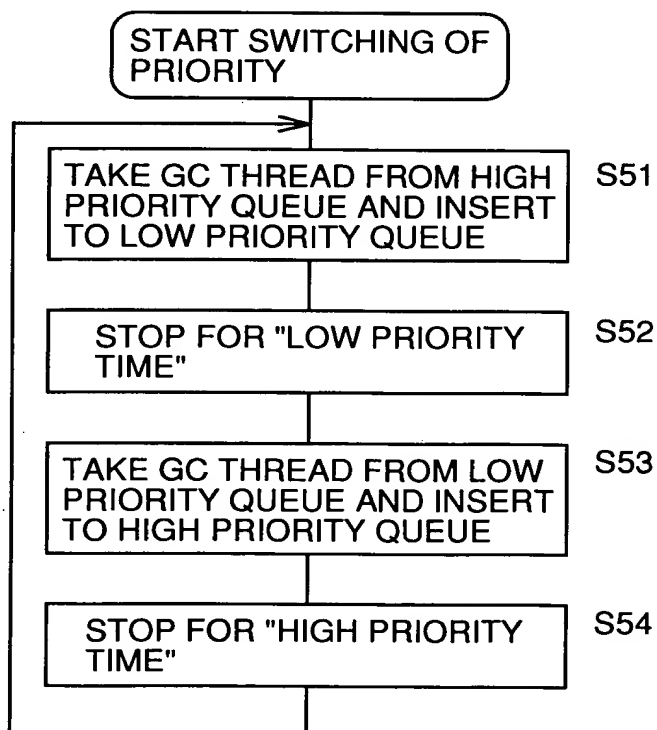 START SWITCHING OF
PRIORITY
TAKE GC THREAD FROM HIGH
PRIORITY QUEUE AND INSERT
TO LOW PRIORITY QUEUE
S51
STOP FOR "LOW PRIORITY
TIME"
S52
TAKE GC THREAD FROM LOW
PRIORITY QUEUE AND INSERT
TO HIGH PRIORITY QUEUE
S53
STOP FOR "HIGH PRIORITY
TIME"
S54